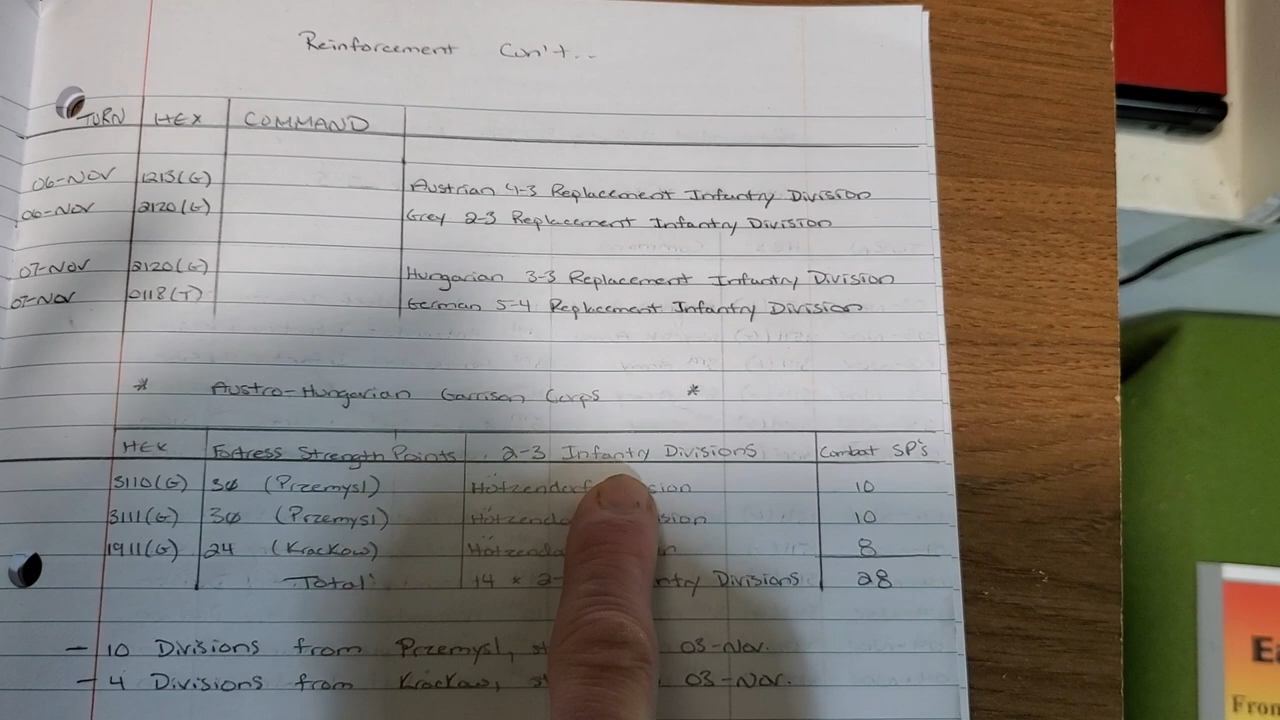 Reinforcement Con't...
TURN HEX COMMAND
06-NOV 1213(G) Austrian 4-3 Replacement Infantry Division
06-NOV 2120(G) Grey 2-3 Replacement Infantry Division
07-NOV 2120(G) Hungarian 3-3 Replacement Infantry Division
07-NOV 0118(T) German 5-4 Replacement Infantry Division
* Austro-Hungarian Garrison Corps *
HEX Fortress Strength Points 2-3 Infantry Divisions Combat SP's
3110(G) (Przemysl) 10
3111(G) (Przemysl) 10
1911(G) 24 (Krackow) 8
Total: 14 * Divisions 28
- 10 Divisions from Przemysl, 03-Nov.
- 4 Divisions from Krackow, 03-Nov.
Ea
From